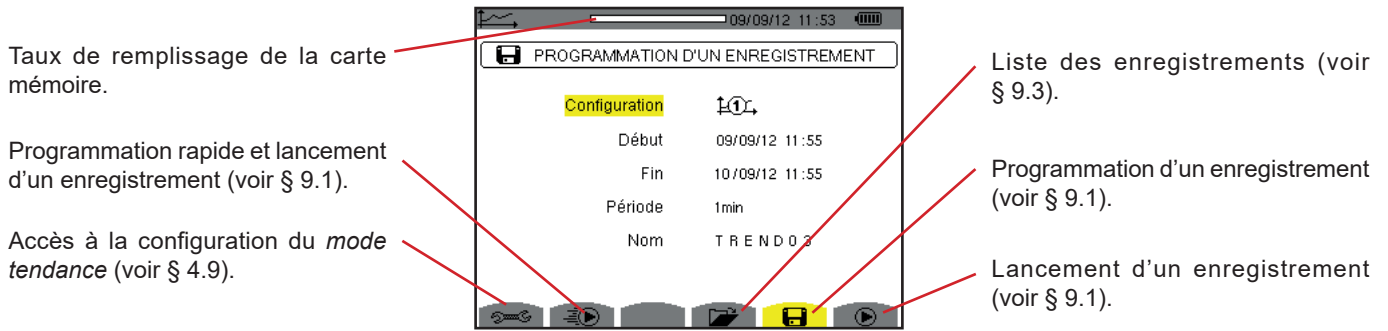 Taux de remplissage de la carte
mémoire.
Programmation rapide et lancement
d'un enregistrement (voir § 9.1).
Accès à la configuration du mode
tendance (voir § 4.9).
09/09/12 11:53
PROGRAMMATION D'UN ENREGISTREMENT
Configuration 1
Début 09/09/12 11:55
Fin 10/09/12 11:55
Période 1min
Nom TREND03
Liste des enregistrements (voir
§ 9.3).
Programmation d'un enregistrement
(voir § 9.1).
Lancement d'un enregistrement
(voir § 9.1).